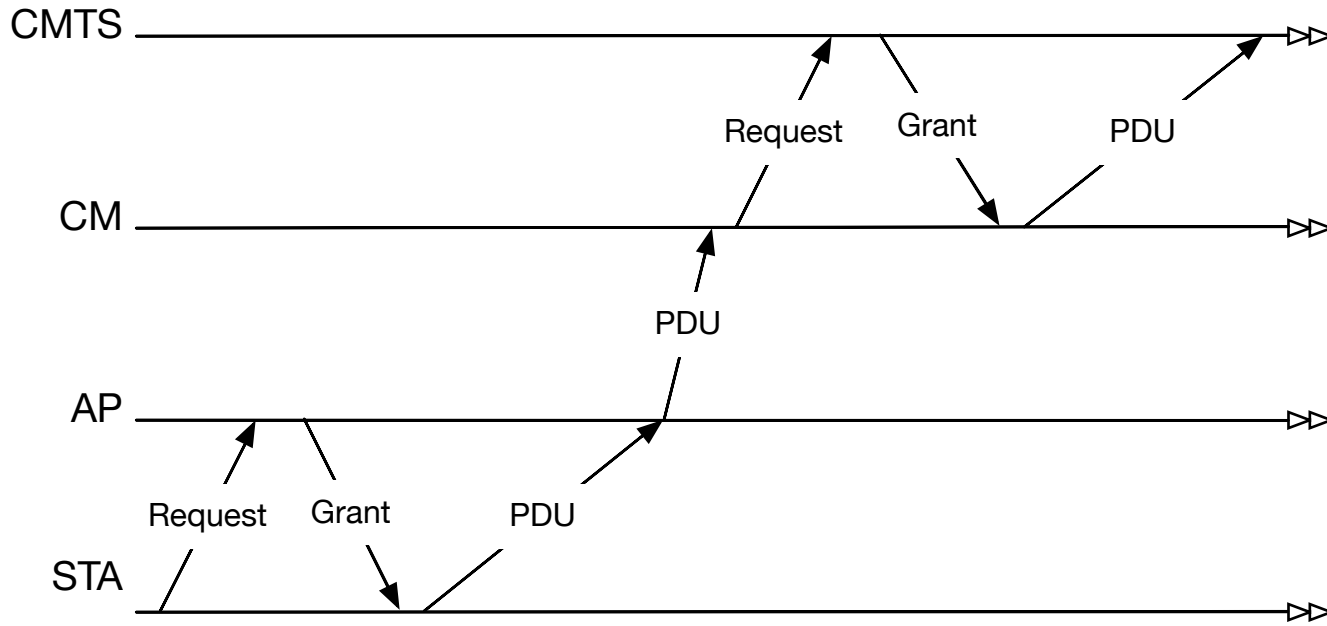 CMTS
Request
Grant
PDU
CM
PDU
AP
Request
Grant
PDU
STA